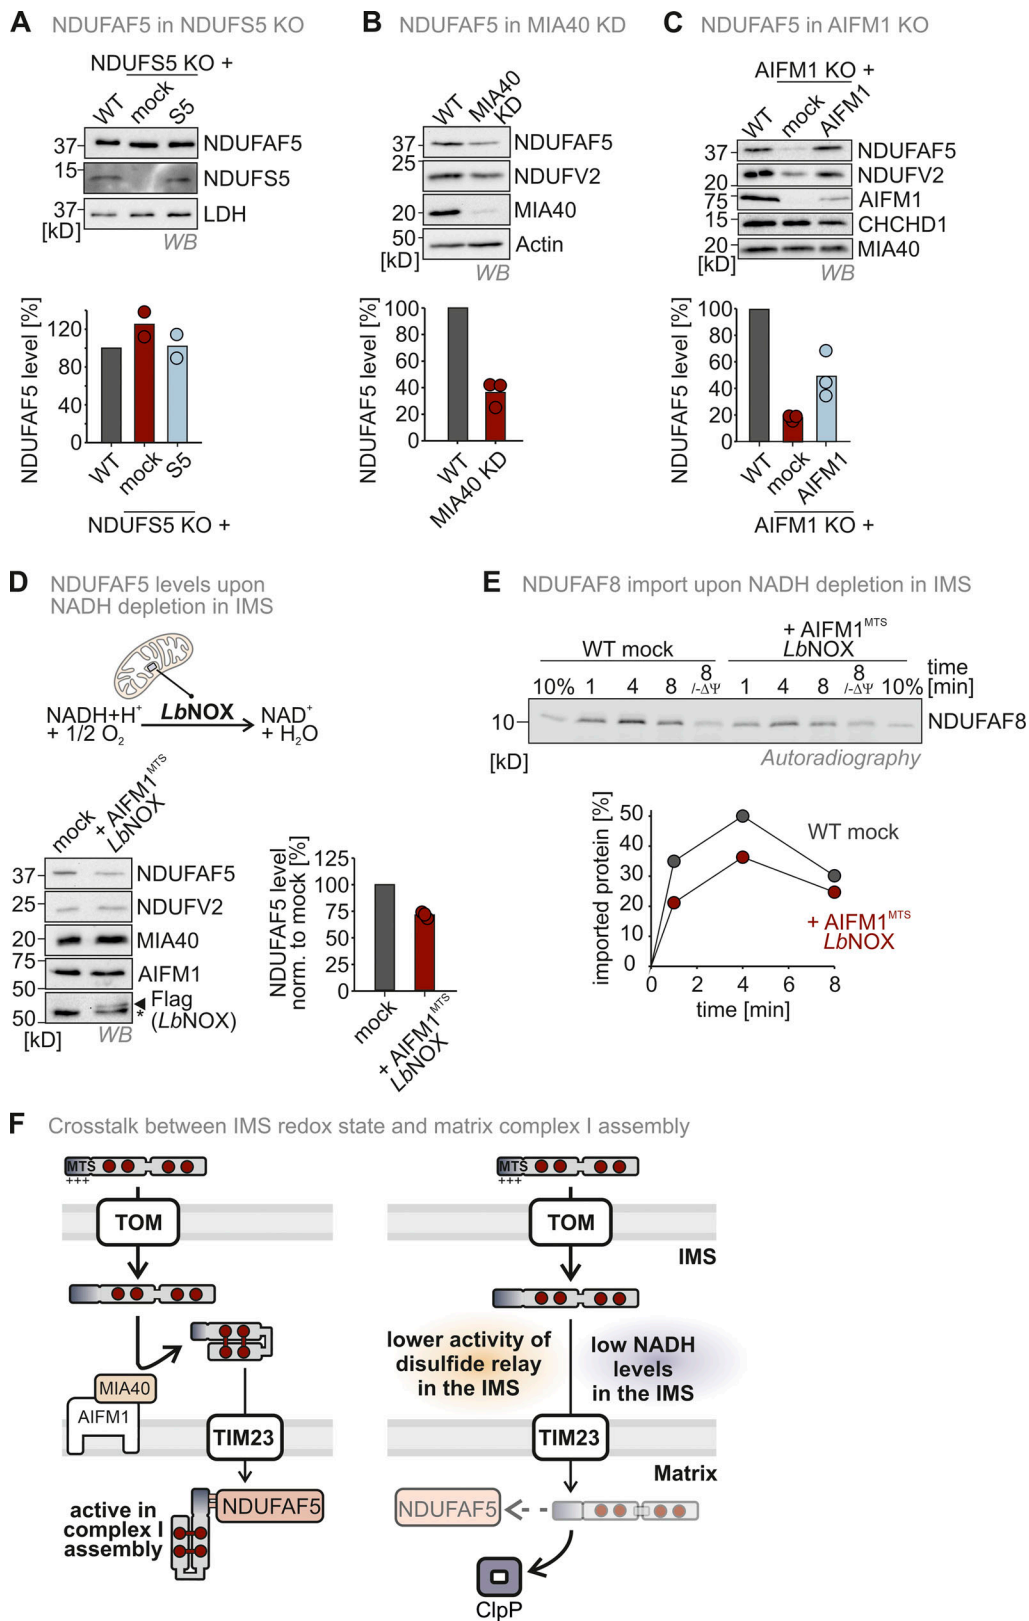 A NDUFAF5 in NDUFS5 KO
NDUFS5 KO +
WT mock S5
37 NDUFAF5
15 NDUFS5
37 LDH
[kD]
WB
NDUFAF5 level [%]
120
80
40
0
WT mock S5
NDUFS5 KO +
B NDUFAF5 in MIA40 KD
WT MIA40 KD
37 NDUFAF5
25 NDUFV2
20 MIA40
50 Actin
[kD]
WB
NDUFAF5 level [%]
100
80
60
40
20
0
WT MIA40 KD
C NDUFAF5 in AIFM1 KO
AIFM1 KO +
WT mock AIFM1
37 NDUFAF5
20 NDUFV2
75 AIFM1
15 CHCHD1
20 MIA40
[kD]
WB
NDUFAF5 level [%]
100
80
60
40
20
0
WT mock AIFM1
AIFM1 KO +
D NDUFAF5 levels upon
NADH depletion in IMS
NADH+H+ LbNOX NAD+
+ 1/2 O2 + H2O
mock + AIFM1MTS LbNOX
37 NDUFAF5
25 NDUFV2
20 MIA40
75 AIFM1
50 * Flag
(LbNOX)
[kD] WB
NDUFAF5 level
norm. to mock [%]
125
100
75
50
25
0
mock
+ AIFM1MTS
LbNOX
E NDUFAF8 import upon NADH depletion in IMS
+ AIFM1MTS
WT mock LbNOX
10% 1 4 8 8/-ΔΨ 1 4 8 8/-ΔΨ 10% time [min]
10 NDUFAF8
[kD] Autoradiography
imported protein [%]
50
40
30
20
10
0
WT mock
+ AIFM1MTS
LbNOX
0 2 4 6 8
time [min]
F Crosstalk between IMS redox state and matrix complex I assembly
MTS
+++
TOM
MIA40
AIFM1
TIM23
NDUFAF5
active in
complex I
assembly
MTS
+++
TOM
IMS
lower activity of
disulfide relay
in the IMS
low NADH
levels
in the IMS
TIM23
Matrix
NDUFAF5
ClpP